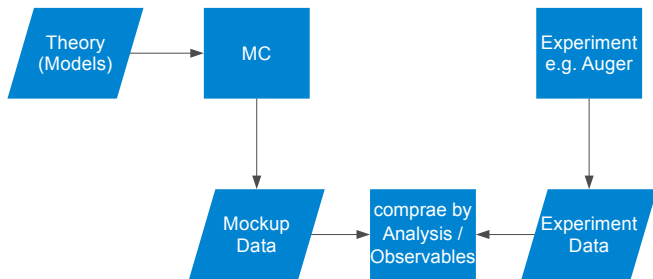 Theory
(Models)
MC
Experiment
e.g. Auger
Mockup
Data
comprae by
Analysis /
Observables
Experiment
Data